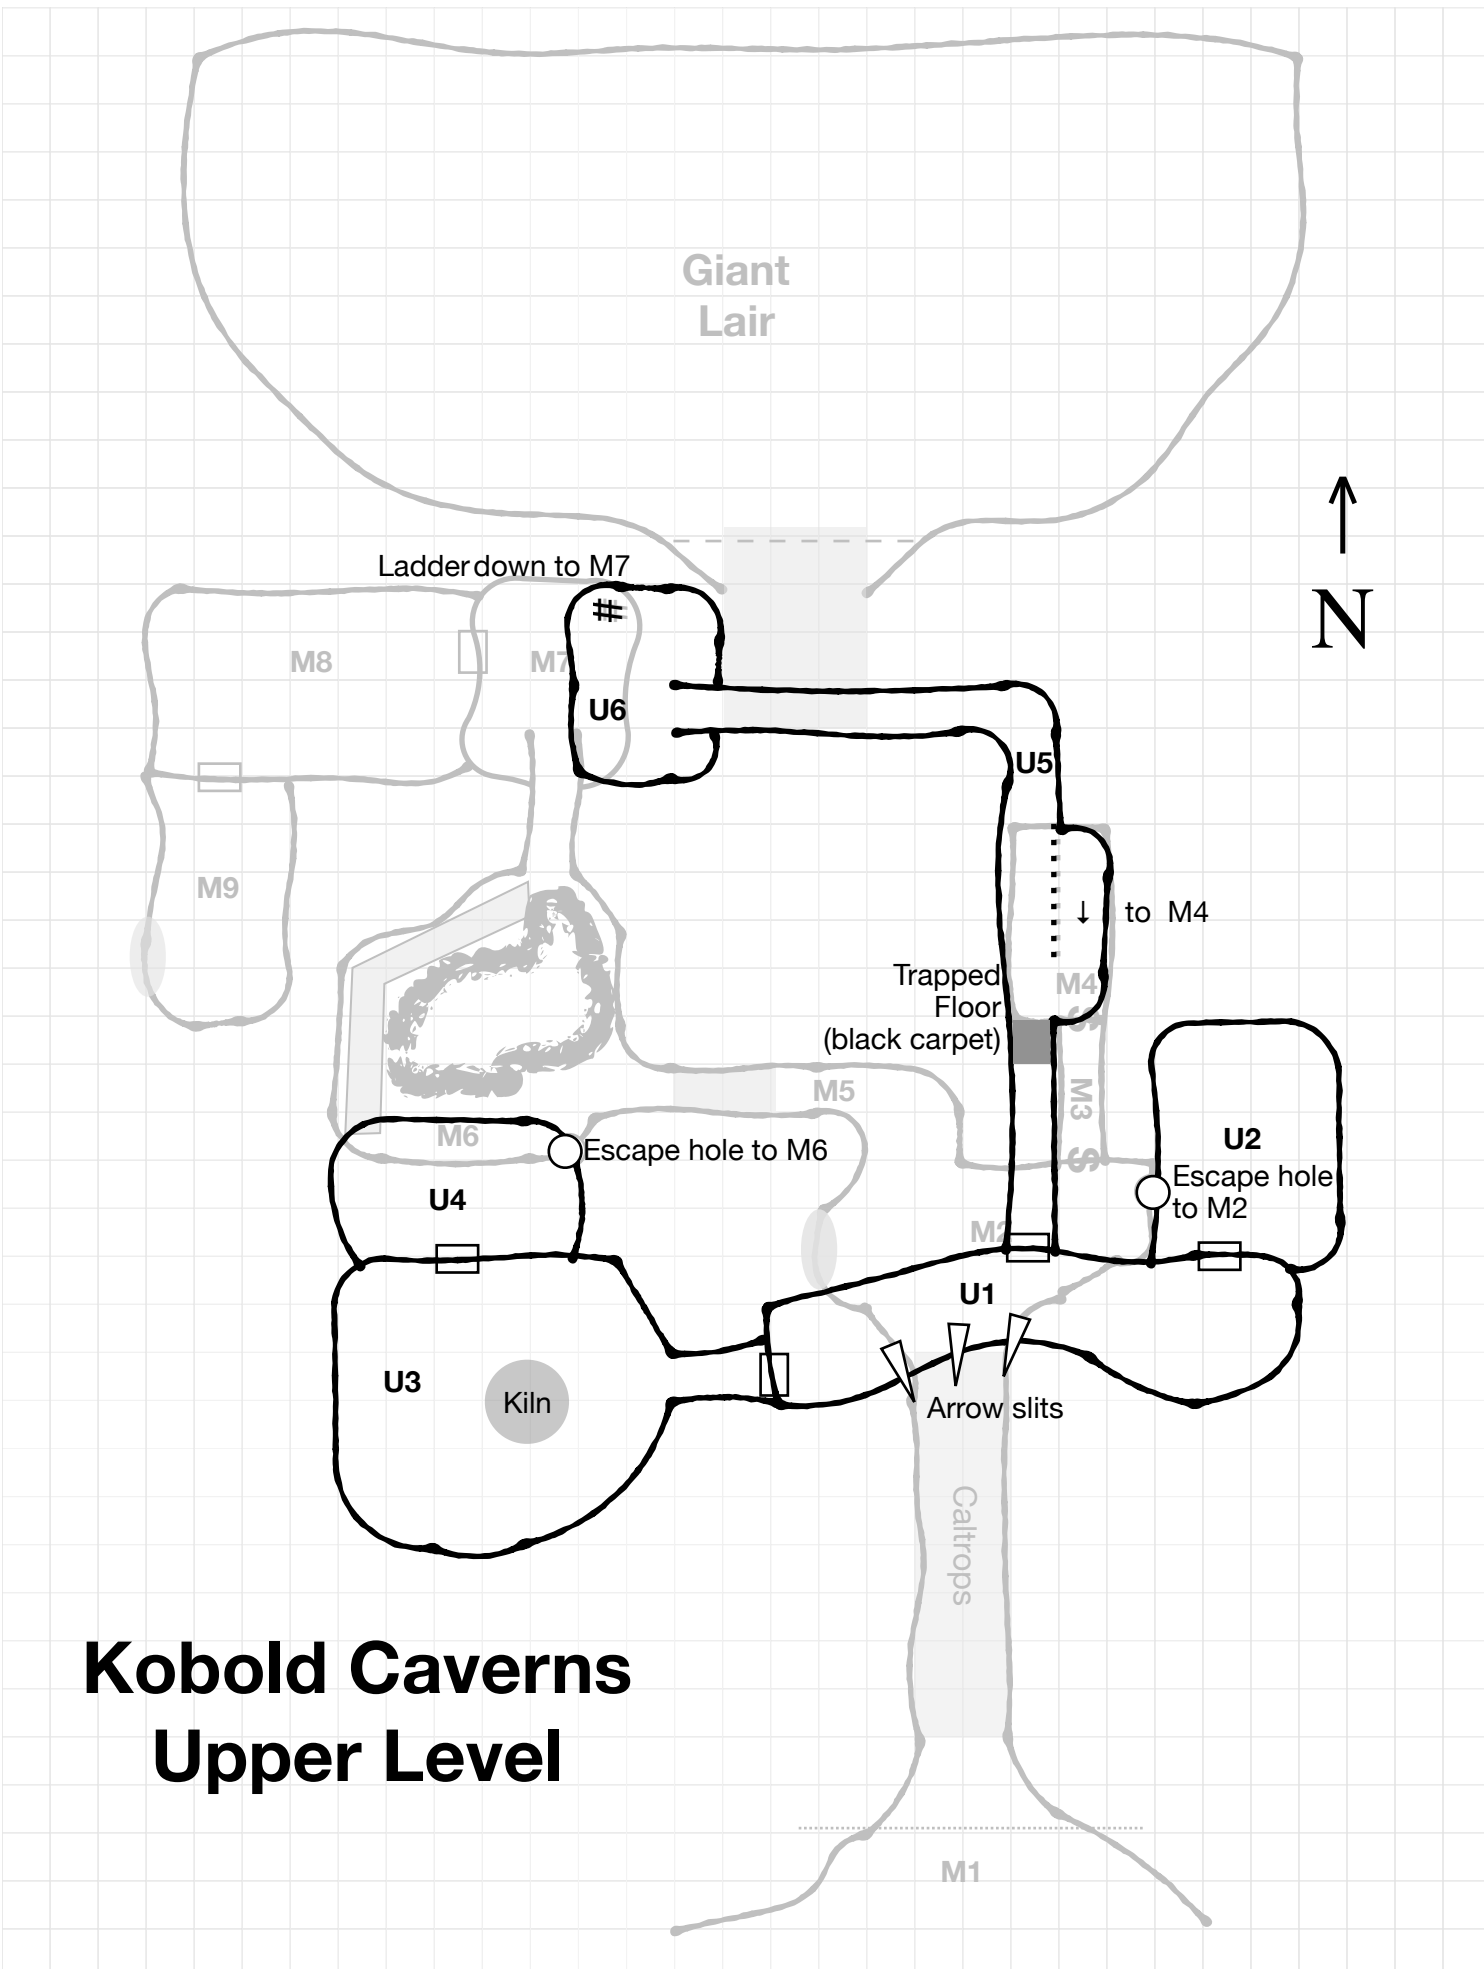 Giant
Lair
Ladder down to M7
N
M8
M7
U6
U5
M9
↓ to M4
Trapped
Floor
(black carpet)
M4
S
M5
M3
M6
Escape hole to M6
U2
S
Escape hole
to M2
U4
M2
U1
U3
Kiln
Arrow slits
Caltrops
Kobold Caverns
Upper Level
M1